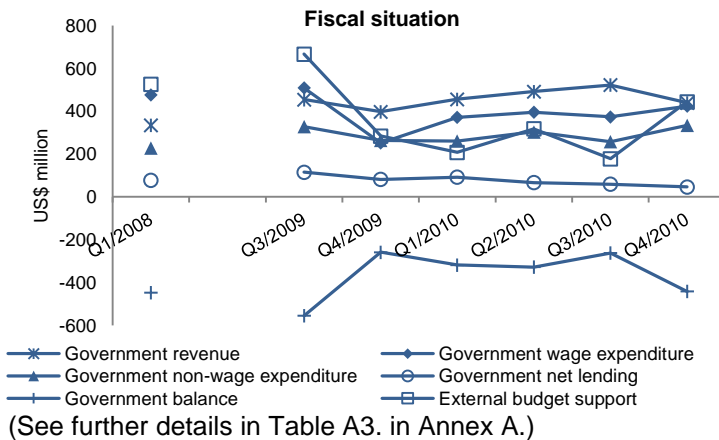 Fiscal situation
800
600
400
200
0
-200
-400
-600
US$ million
Q1/2008
Q3/2009
Q4/2009
Q1/2010
Q2/2010
Q3/2010
Q4/2010
Government revenue
Government wage expenditure
Government non-wage expenditure
Government net lending
Government balance
External budget support
(See further details in Table A3. in Annex A.)